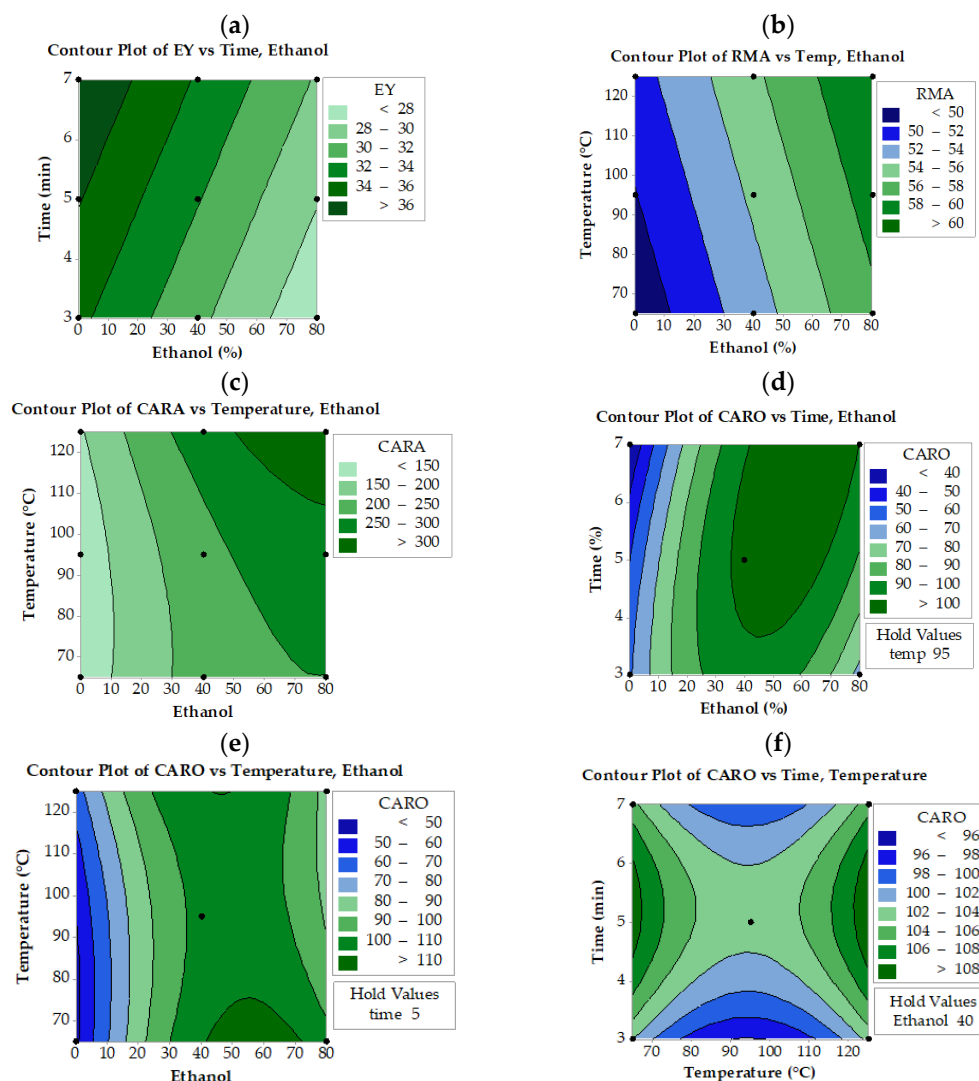 (a)
Contour Plot of EY vs Time, Ethanol
7
6
5
4
3
Time (min)
0 10 20 30 40 50 60 70 80
Ethanol (%)
EY
< 28
28 – 30
30 – 32
32 – 34
34 – 36
> 36
(b)
Contour Plot of RMA vs Temp, Ethanol
120
110
100
90
80
70
Temperature (°C)
0 10 20 30 40 50 60 70 80
Ethanol (%)
RMA
< 50
50 – 52
52 – 54
54 – 56
56 – 58
58 – 60
> 60
(c)
Contour Plot of CARA vs Temperature, Ethanol
120
110
100
90
80
70
Temperature (°C)
0 10 20 30 40 50 60 70 80
Ethanol
CARA
< 150
150 – 200
200 – 250
250 – 300
> 300
(d)
Contour Plot of CARO vs Time, Ethanol
7
6
5
4
3
Time (%)
0 10 20 30 40 50 60 70 80
Ethanol (%)
CARO
< 40
40 – 50
50 – 60
60 – 70
70 – 80
80 – 90
90 – 100
> 100
Hold Values
temp 95
(e)
Contour Plot of CARO vs Temperature, Ethanol
120
110
100
90
80
70
Temperature (°C)
0 10 20 30 40 50 60 70 80
Ethanol
CARO
< 50
50 – 60
60 – 70
70 – 80
80 – 90
90 – 100
100 – 110
> 110
Hold Values
time 5
(f)
Contour Plot of CARO vs Time, Temperature
7
6
5
4
3
Time (min)
70 80 90 100 110 120
Temperature (°C)
CARO
< 96
96 – 98
98 – 100
100 – 102
102 – 104
104 – 106
106 – 108
> 108
Hold Values
Ethanol 40